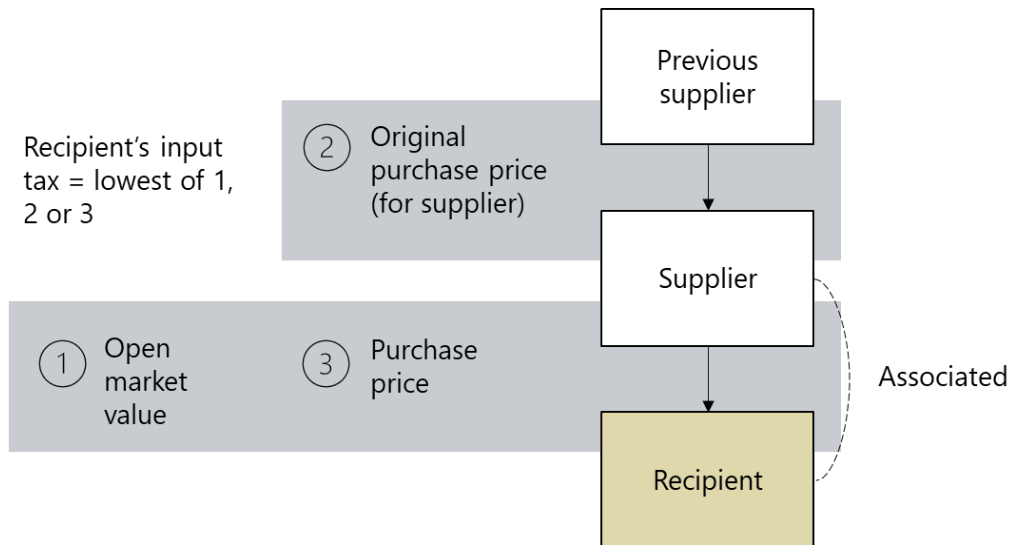 Previous
supplier
Recipient‘s input
tax = lowest of 1,
2 or 3
2
Original
purchase price
(for supplier)
Supplier
1
Open
market
value
3
Purchase
price
Associated
Recipient